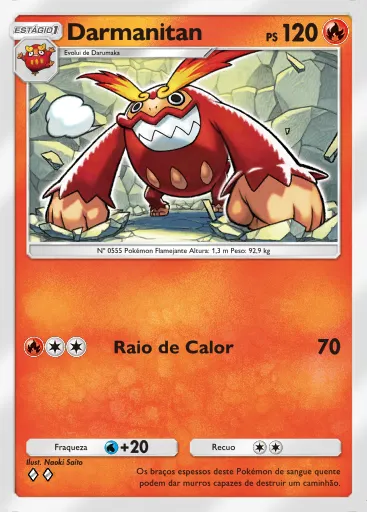 ESTÁGIO 1
Darmanitan
PS 120
Evolui de Darumaka
Nº 0555 Pokémon Flamejante Altura: 1,3 m Peso: 92,9 kg
Raio de Calor 70
Fraqueza +20 Recuo
Ilust. Naoki Saito
Os braços espessos deste Pokémon de sangue quente
podem dar murros capazes de destruir um caminhão.